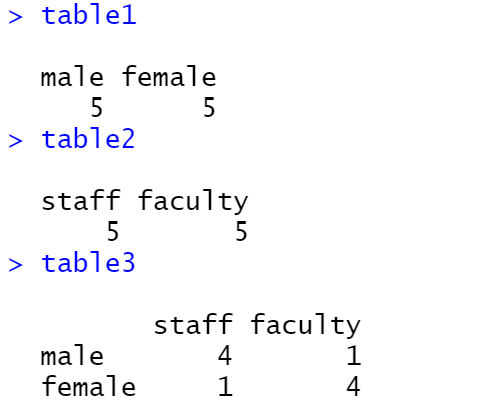 > table1
male female
5 5
> table2
staff faculty
5 5
> table3
staff faculty
male 4 1
female 1 4